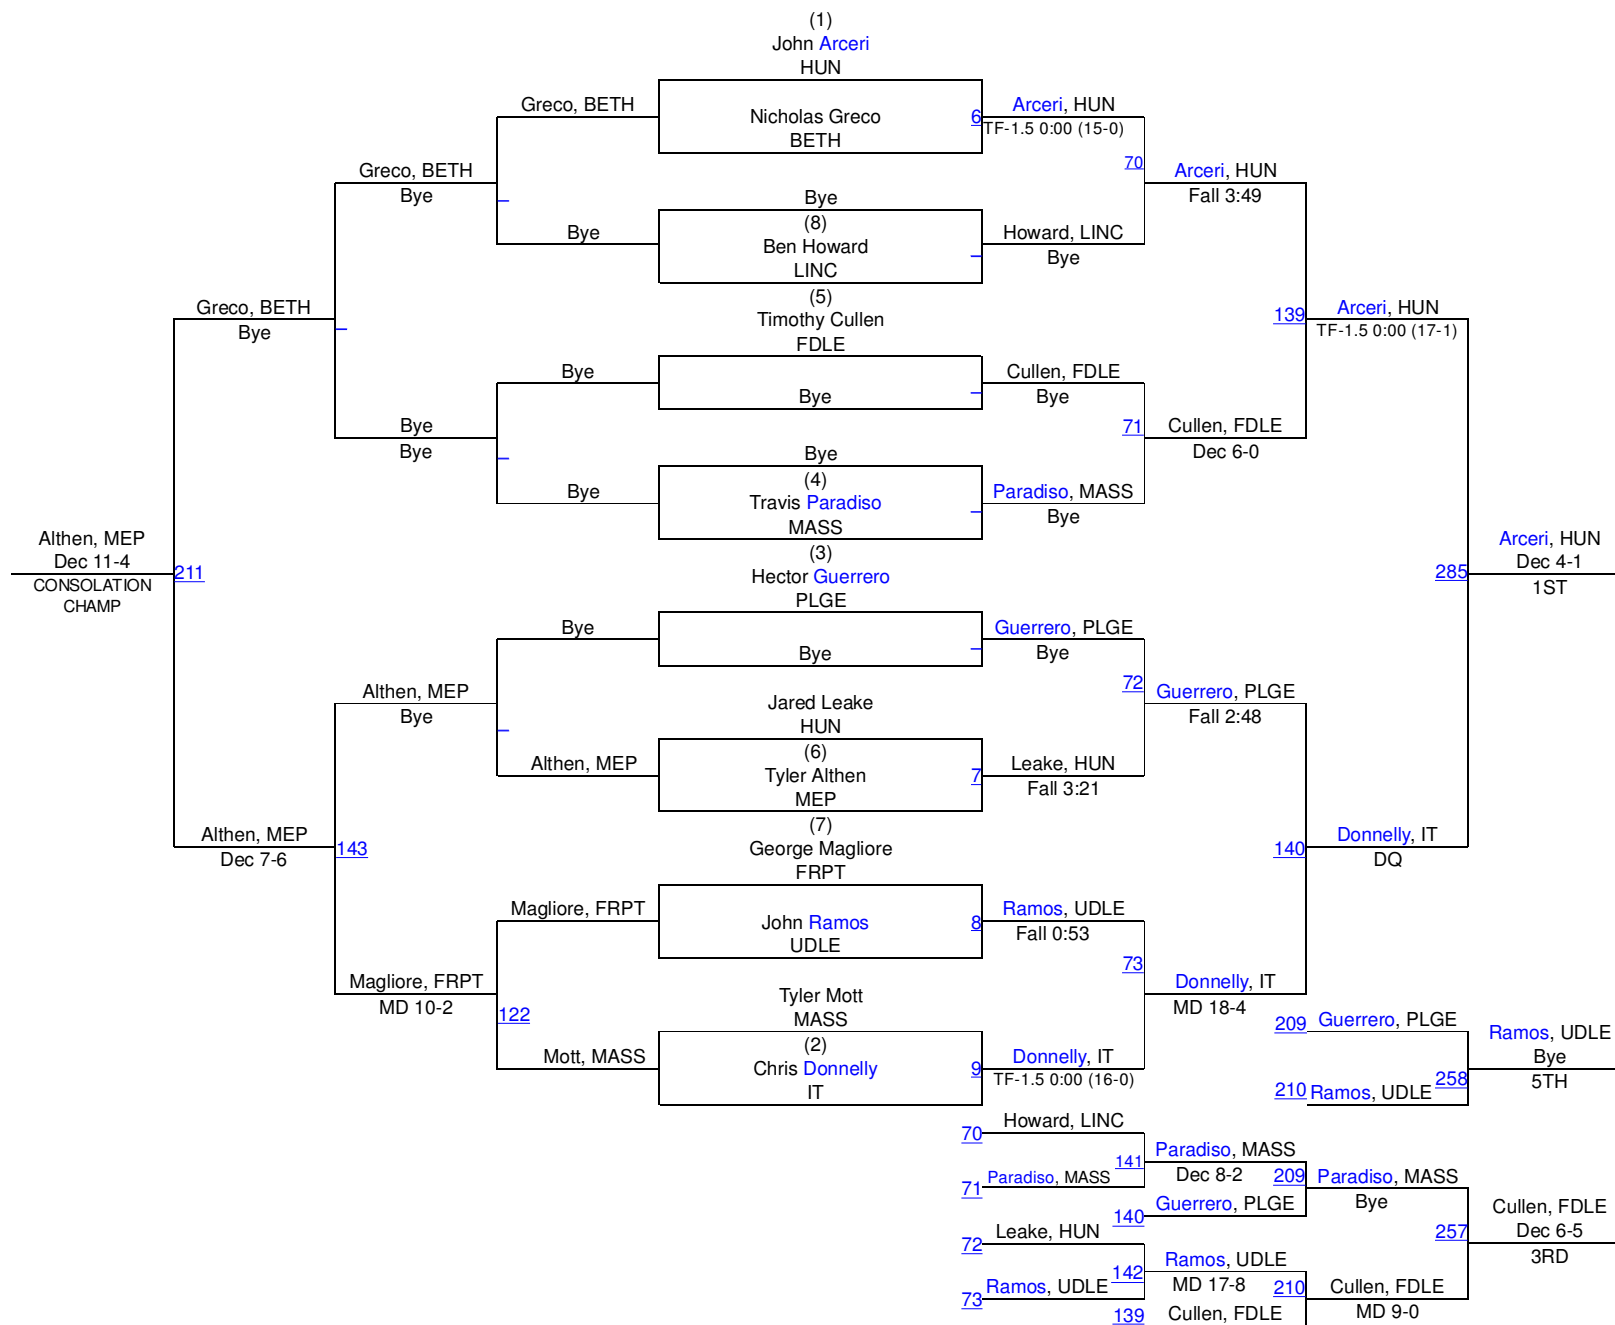 (1)
John Arceri
HUN
Greco, BETH
Nicholas Greco
BETH
6
Arceri, HUN
TF-1.5 0:00 (15-0)
Greco, BETH
Bye
70
Arceri, HUN
Fall 3:49
Bye
Bye
(8)
Ben Howard
LINC
Howard, LINC
Bye
Greco, BETH
Bye
(5)
Timothy Cullen
FDLE
139
Arceri, HUN
TF-1.5 0:00 (17-1)
Bye
Bye
Cullen, FDLE
Bye
Bye
Bye
71
Cullen, FDLE
Dec 6-0
Bye
Bye
(4)
Travis Paradiso
MASS
Paradiso, MASS
Bye
Althen, MEP
Dec 11-4
CONSOLATION
CHAMP
211
(3)
Hector Guerrero
PLGE
285
Arceri, HUN
Dec 4-1
1ST
Bye
Bye
Guerrero, PLGE
Bye
Althen, MEP
Bye
72
Guerrero, PLGE
Fall 2:48
Jared Leake
HUN
Althen, MEP
(6)
Tyler Althen
MEP
7
Leake, HUN
Fall 3:21
Althen, MEP
Dec 7-6
143
(7)
George Magliore
FRPT
140
Donnelly, IT
DQ
Magliore, FRPT
John Ramos
UDLE
8
Ramos, UDLE
Fall 0:53
Magliore, FRPT
MD 10-2
122
73
Donnelly, IT
MD 18-4
Tyler Mott
MASS
Mott, MASS
(2)
Chris Donnelly
IT
9
Donnelly, IT
TF-1.5 0:00 (16-0)
209
Guerrero, PLGE
210
Ramos, UDLE
258
Ramos, UDLE
Bye
5TH
70
Howard, LINC
71
Paradiso, MASS
141
Paradiso, MASS
Dec 8-2
140
Guerrero, PLGE
209
Paradiso, MASS
Bye
72
Leake, HUN
73
Ramos, UDLE
142
Ramos, UDLE
MD 17-8
139
Cullen, FDLE
210
Cullen, FDLE
MD 9-0
257
Cullen, FDLE
Dec 6-5
3RD